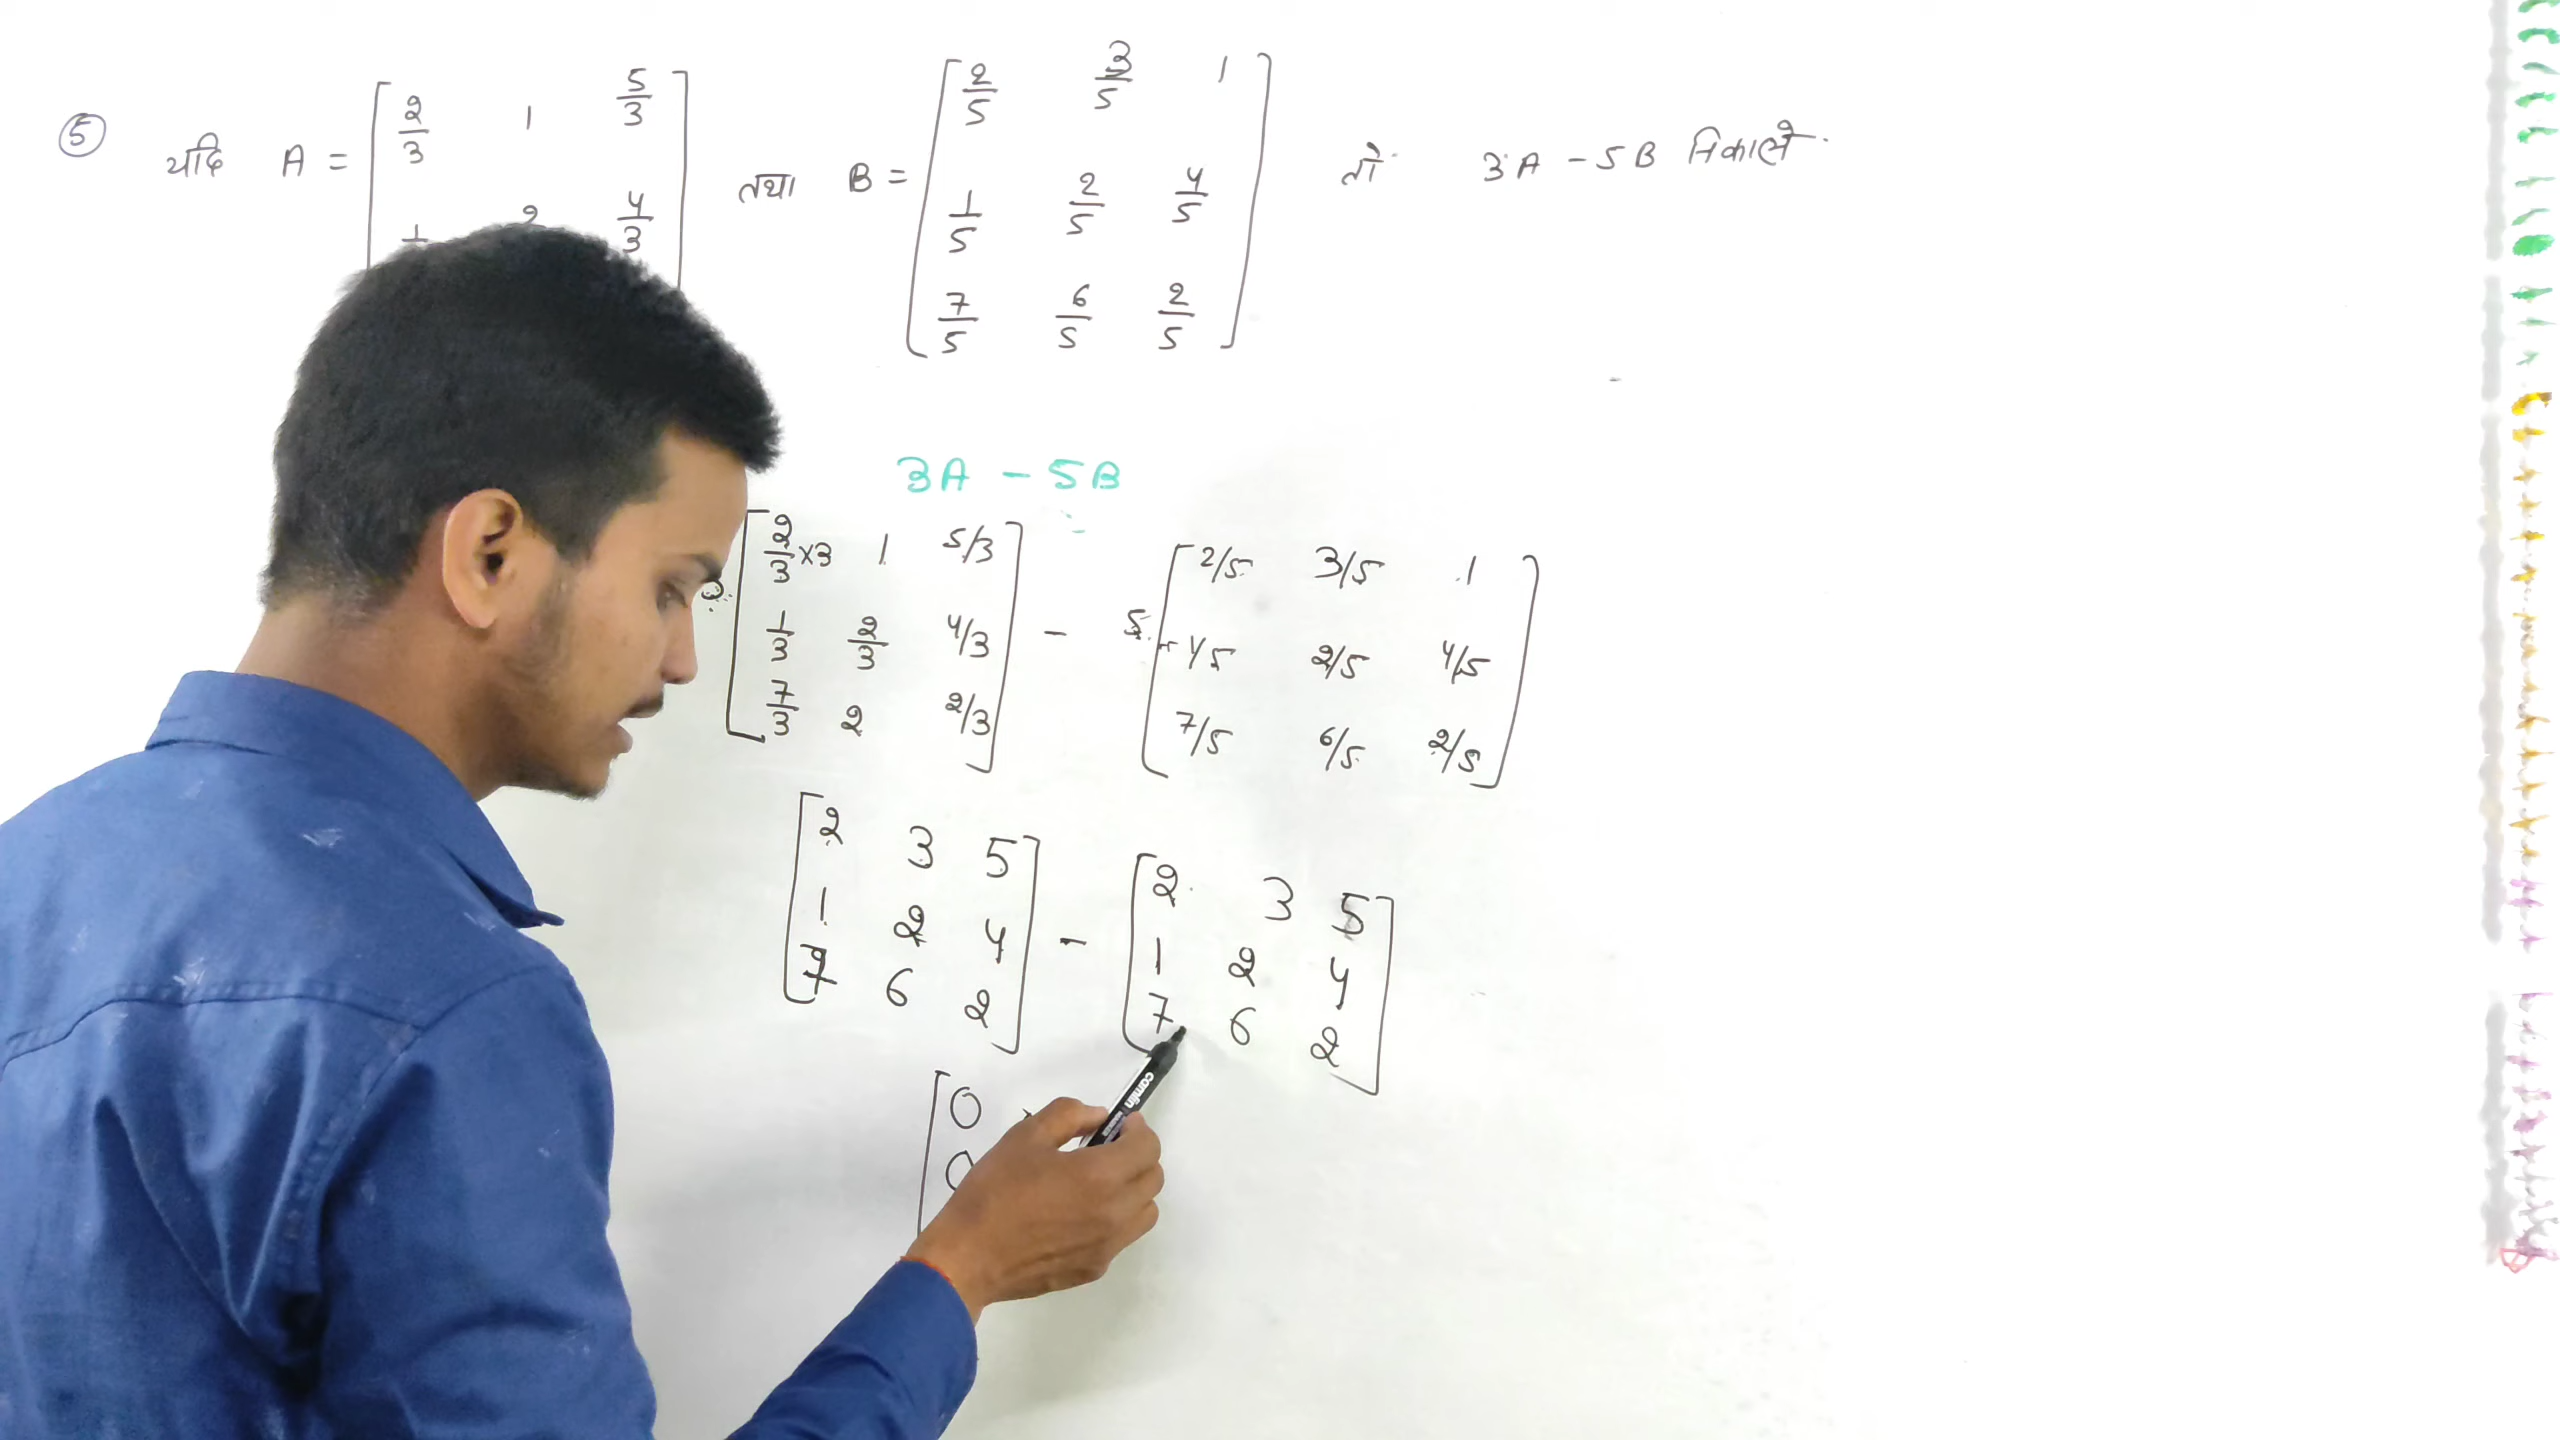 ⑤ यदि A = [ 2/3 1 5/3
2 4/3
तथा B = [ 2/5 3/5 1
1/5 2/5 4/5
7/5 6/5 2/5 ]
तो 3A - 5B निकालें
3A - 5B
[ 2/3×3 1 5/3 ] - 5 [ 2/5 3/5 1 ]
[ 1/3 2/3 4/3 ] [ 1/5 2/5 4/5 ]
[ 7/3 2 2/3 ] [ 7/5 6/5 2/5 ]
[ 2 3 5 ] - [ 2 3 5 ]
[ 1 2 4 ] [ 1 2 4 ]
[ 7 6 2 ] [ 7 6 2 ]
[ 0
0
camlin